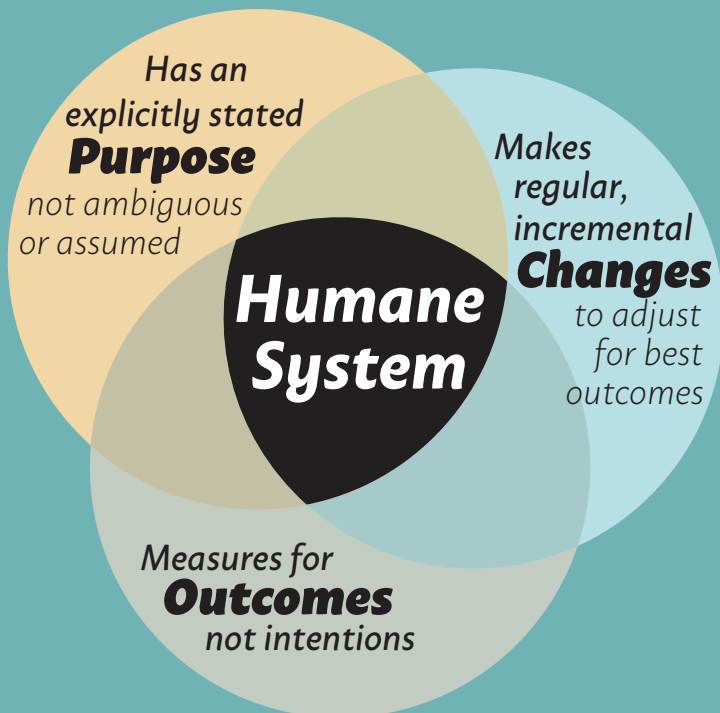 Has an
explicitly stated
Purpose
not ambiguous
or assumed
Makes
regular,
incremental
Changes
to adjust
for best
outcomes
Humane
System
Measures for
Outcomes
not intentions